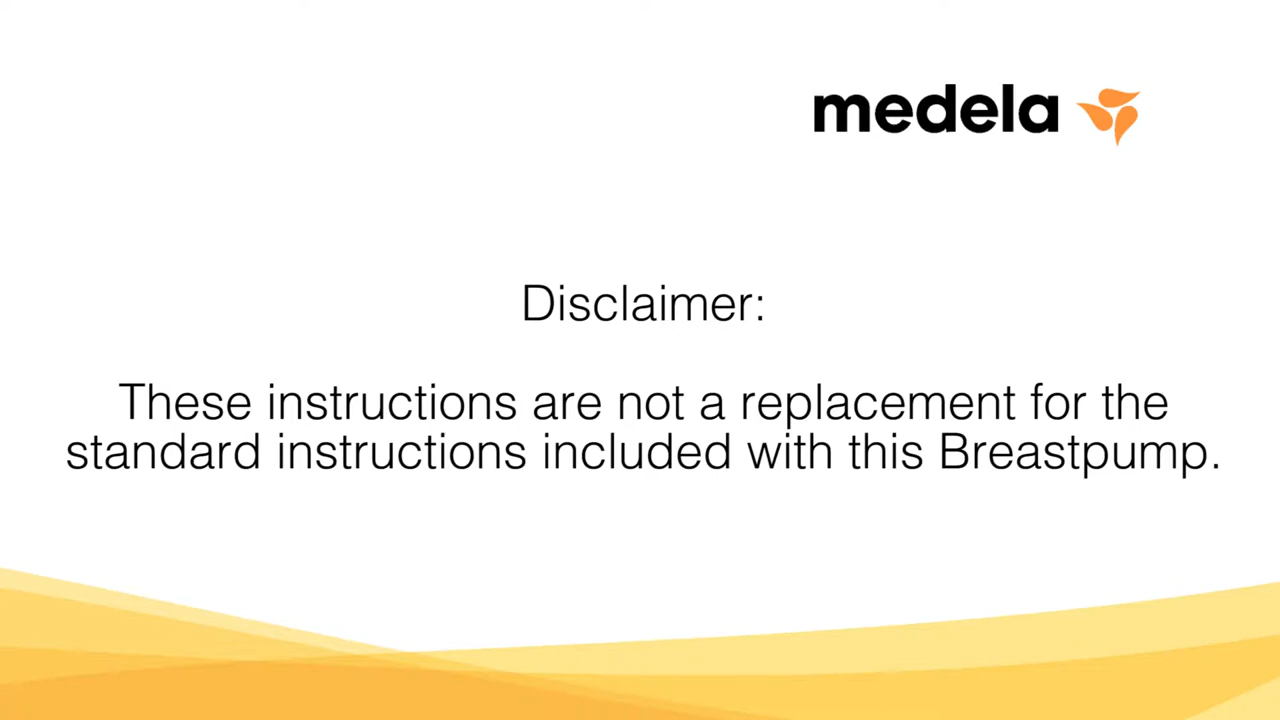 medela
Disclaimer:
These instructions are not a replacement for the
standard instructions included with this Breastpump.